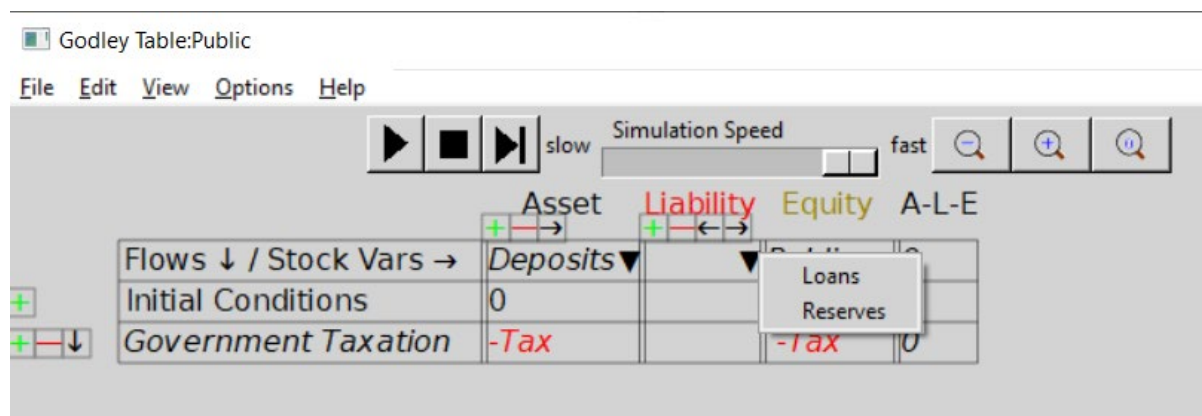 Godley Table:Public
File Edit View Options Help
slow Simulation Speed fast
Asset Liability Equity A-L-E
+ — → + — ← →
Flows ↓ / Stock Vars → Deposits ▼ ▼
Loans
Reserves
+ Initial Conditions 0
+ — ↓ Government Taxation -Tax -Tax 0